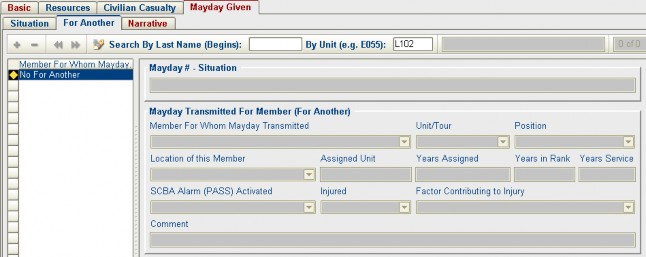 Basic Resources Civilian Casualty Mayday Given
Situation For Another Narrative
Search By Last Name (Begins): By Unit (e.g. E055): L102 0 of 0
Member For Whom Mayday
No For Another
Mayday # - Situation
Mayday Transmitted For Member (For Another)
Member For Whom Mayday Transmitted Unit/Tour Position
Location of this Member Assigned Unit Years Assigned Years in Rank Years Service
SCBA Alarm (PASS) Activated Injured Factor Contributing to Injury
Comment